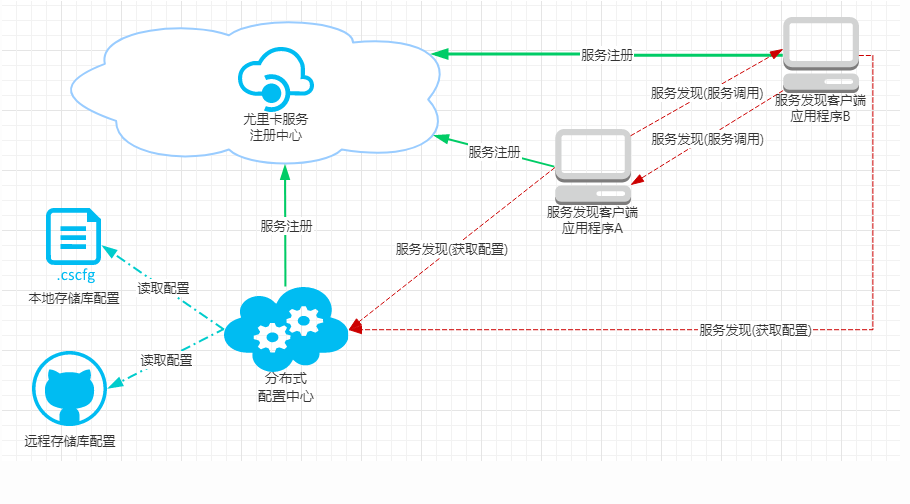 服务注册
服务发现(服务调用)
服务发现客户端
应用程序B
尤里卡服务
注册中心
服务发现(服务调用)
服务注册
服务发现客户端
应用程序A
服务注册
服务发现(获取配置)
.cscfg
本地存储库配置
读取配置
服务发现(获取配置)
读取配置
分布式
配置中心
远程存储库配置